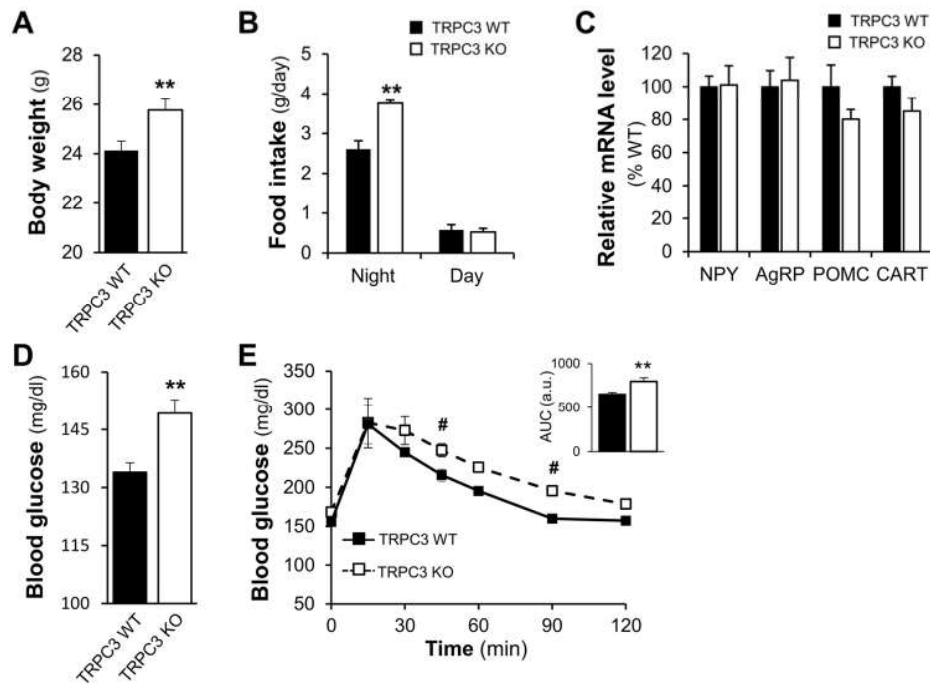 A
Body weight (g)
28
26
24
22
20
**
TRPC3 WT
TRPC3 KO
B
TRPC3 WT
TRPC3 KO
Food intake (g/day)
5
4
3
2
1
0
**
Night
Day
C
TRPC3 WT
TRPC3 KO
Relative mRNA level
(% WT)
120
100
80
60
40
20
0
NPY
AgRP
POMC
CART
D
Blood glucose (mg/dl)
160
145
130
115
100
**
TRPC3 WT
TRPC3 KO
E
Blood glucose (mg/dl)
350
300
250
200
150
100
#
#
TRPC3 WT
TRPC3 KO
0
30
60
90
120
Time (min)
AUC (a.u.)
1000
500
0
**